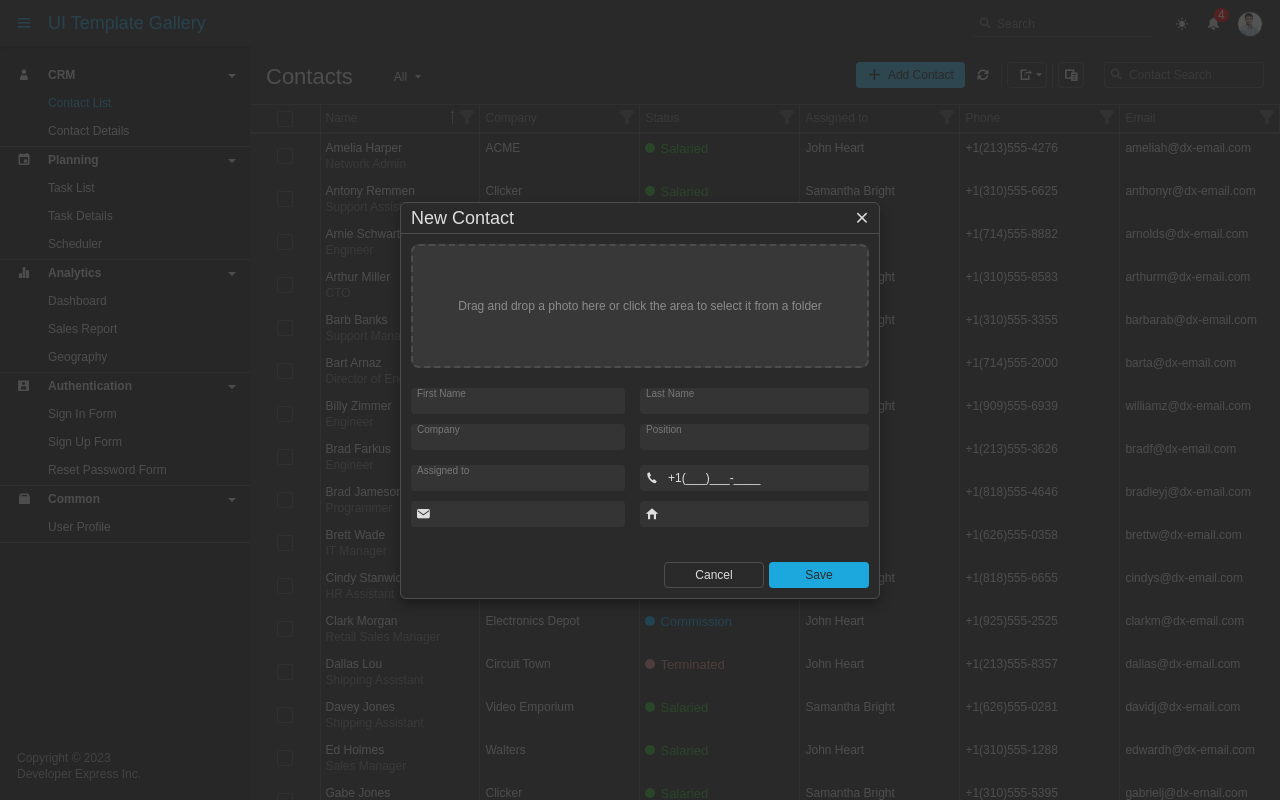 UI Template Gallery
Search
4
CRM
Contact List
Contact Details
Planning
Task List
Task Details
Scheduler
Analytics
Dashboard
Sales Report
Geography
Authentication
Sign In Form
Sign Up Form
Reset Password Form
Common
User Profile
Copyright © 2023
Developer Express Inc.
Contacts
All
Add Contact
Contact Search
Name Company Status Assigned to Phone Email
Amelia Harper ACME Salaried John Heart +1(213)555-4276 ameliah@dx-email.com
Network Admin
Antony Remmen Clicker Salaried Samantha Bright +1(310)555-6625 anthonyr@dx-email.com
Support Assis
Arnie Schwart +1(714)555-8882 arnolds@dx-email.com
Engineer
Arthur Miller ght +1(310)555-8583 arthurm@dx-email.com
CTO
Barb Banks ght +1(310)555-3355 barbarab@dx-email.com
Support Man
Bart Arnaz +1(714)555-2000 barta@dx-email.com
Director of En
Billy Zimmer ght +1(909)555-6939 williamz@dx-email.com
Engineer
Brad Farkus +1(213)555-3626 bradf@dx-email.com
Engineer
Brad Jameson +1(818)555-4646 bradleyj@dx-email.com
Programmer
Brett Wade +1(626)555-0358 brettw@dx-email.com
IT Manager
Cindy Stanwic ght +1(818)555-6655 cindys@dx-email.com
HR Assistant
Clark Morgan Electronics Depot Commission John Heart +1(925)555-2525 clarkm@dx-email.com
Retail Sales Manager
Dallas Lou Circuit Town Terminated John Heart +1(213)555-8357 dallas@dx-email.com
Shipping Assistant
Davey Jones Video Emporium Salaried Samantha Bright +1(626)555-0281 davidj@dx-email.com
Shipping Assistant
Ed Holmes Walters Salaried John Heart +1(310)555-1288 edwardh@dx-email.com
Sales Manager
Gabe Jones Clicker Salaried Samantha Bright +1(310)555-5395 gabrielj@dx-email.com
New Contact
Drag and drop a photo here or click the area to select it from a folder
First Name Last Name
Company Position
Assigned to
+1(___)___-____
Cancel Save